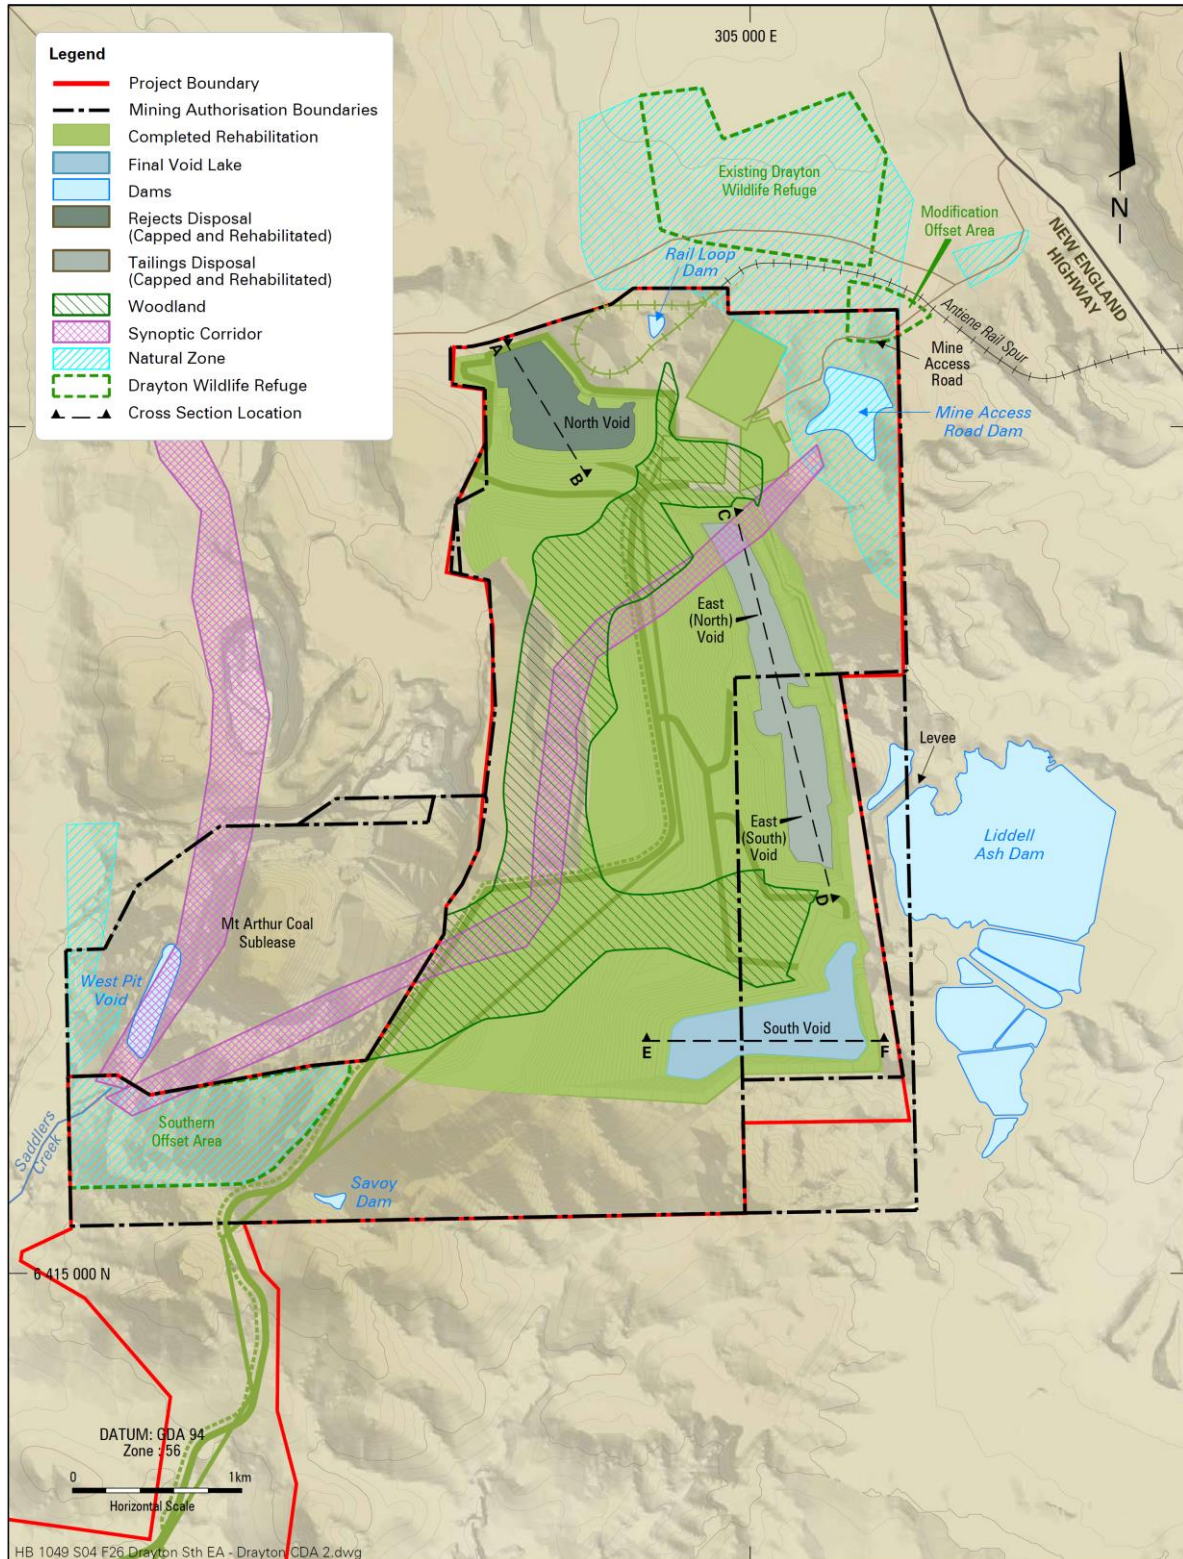 305 000 E
Legend
Project Boundary
Mining Authorisation Boundaries
Completed Rehabilitation
Final Void Lake
Dams
Rejects Disposal
(Capped and Rehabilitated)
Tailings Disposal
(Capped and Rehabilitated)
Woodland
Synoptic Corridor
Natural Zone
Drayton Wildlife Refuge
Cross Section Location
N
NEW ENGLAND
HIGHWAY
Existing Drayton
Wildlife Refuge
Modification
Offset Area
Rail Loop
Dam
Antiene Rail Spur
Mine
Access
Road
Mine Access
Road Dam
A
North Void
B
C
East
(North)
Void
Levee
Liddell
Ash Dam
East
(South)
Void
D
Mt Arthur Coal
Sublease
West Pit
Void
South Void
E
F
Saddlers
Creek
Southern
Offset Area
Savoy
Dam
6 415 000 N
DATUM: GDA 94
Zone : 56
0
1km
Horizontal Scale
HB 1049 S04 F26 Drayton Sth EA - Drayton CDA 2.dwg